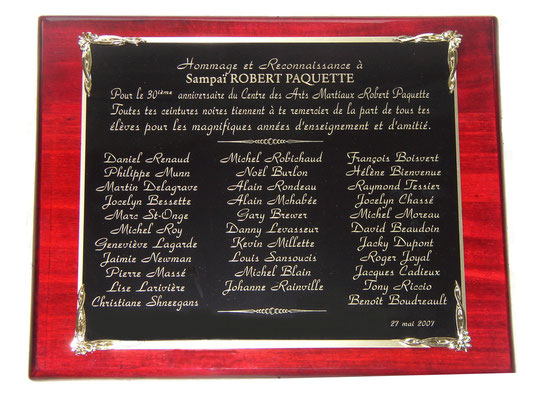 Hommage et Reconnaissance à
Sampaï ROBERT PAQUETTE
Pour le 30ième anniversaire du Centre des Arts Martiaux Robert Paquette
Toutes tes ceintures noires tiennent à te remercier de la part de tous tes
élèves pour les magnifiques années d'enseignement et d'amitié.
Daniel Renaud Michel Robichaud François Boisvert
Philippe Munn Noël Burlon Hélène Bienvenue
Martin Delagrave Alain Rondeau Raymond Tessier
Jocelyn Bessette Alain Mchabée Jocelyn Chassé
Marc St-Onge Gary Brewer Michel Moreau
Michel Roy Danny Levasseur David Beaudoin
Geneviève Lagarde Kevin Millette Jacky Dupont
Jaimie Newman Louis Sansoucis Roger Joyal
Pierre Massé Michel Blain Jacques Cadieux
Lise Larivière Johanne Rainville Tony Riccio
Christiane Shneegans Benoît Boudreault
27 mai 2007